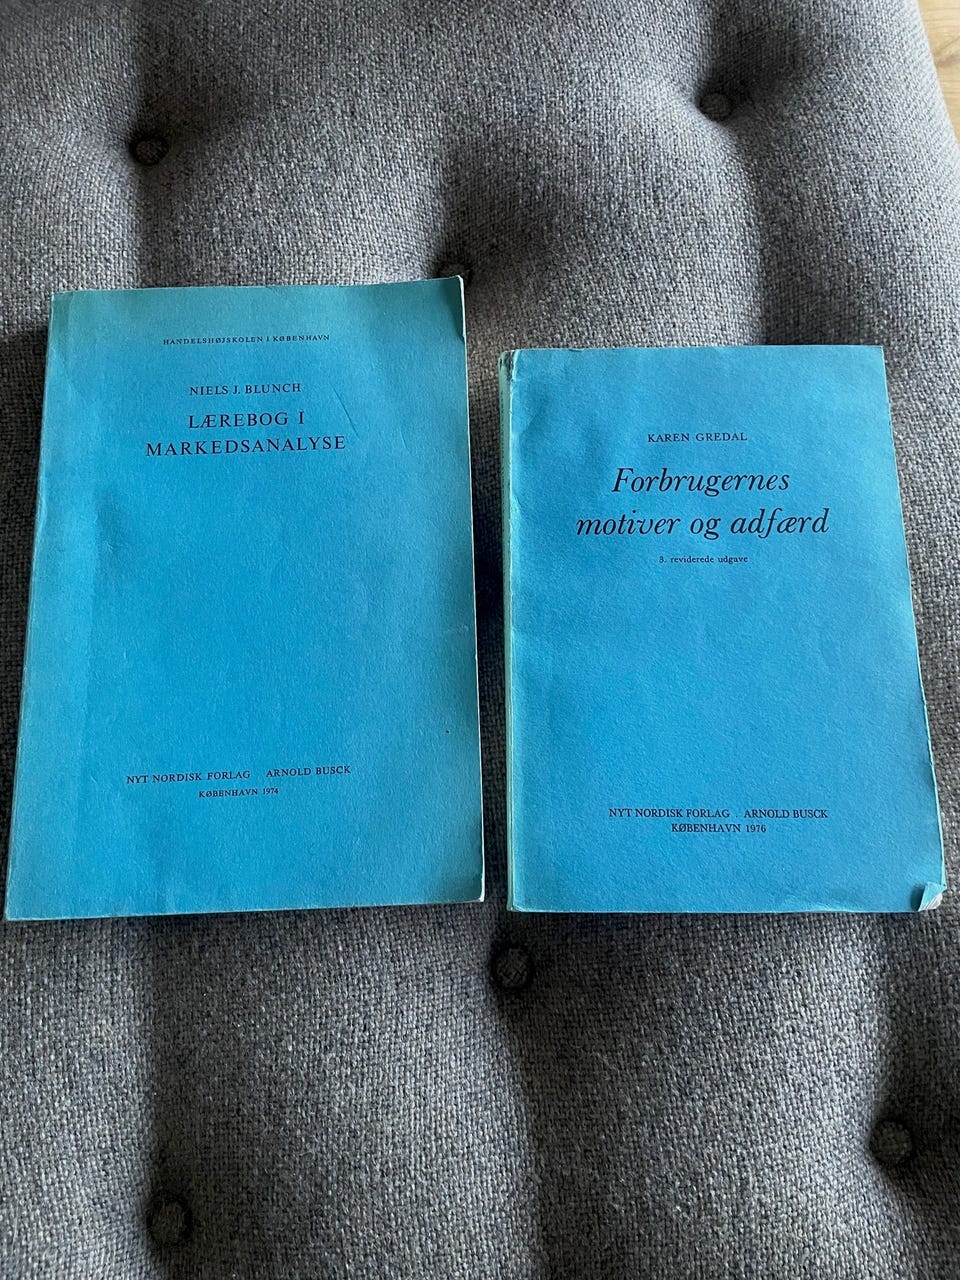 HANDELSHØJSKOLEN I KØBENHAVN
NIELS J. BLUNCH
LÆREBOG I
MARKEDSANALYSE
NYT NORDISK FORLAG ARNOLD BUSCK
KØBENHAVN 1974
KAREN GREDAL
Forbrugernes
motiver og adfærd
3. reviderede udgave
NYT NORDISK FORLAG . ARNOLD BUSCK
KØBENHAVN 1976